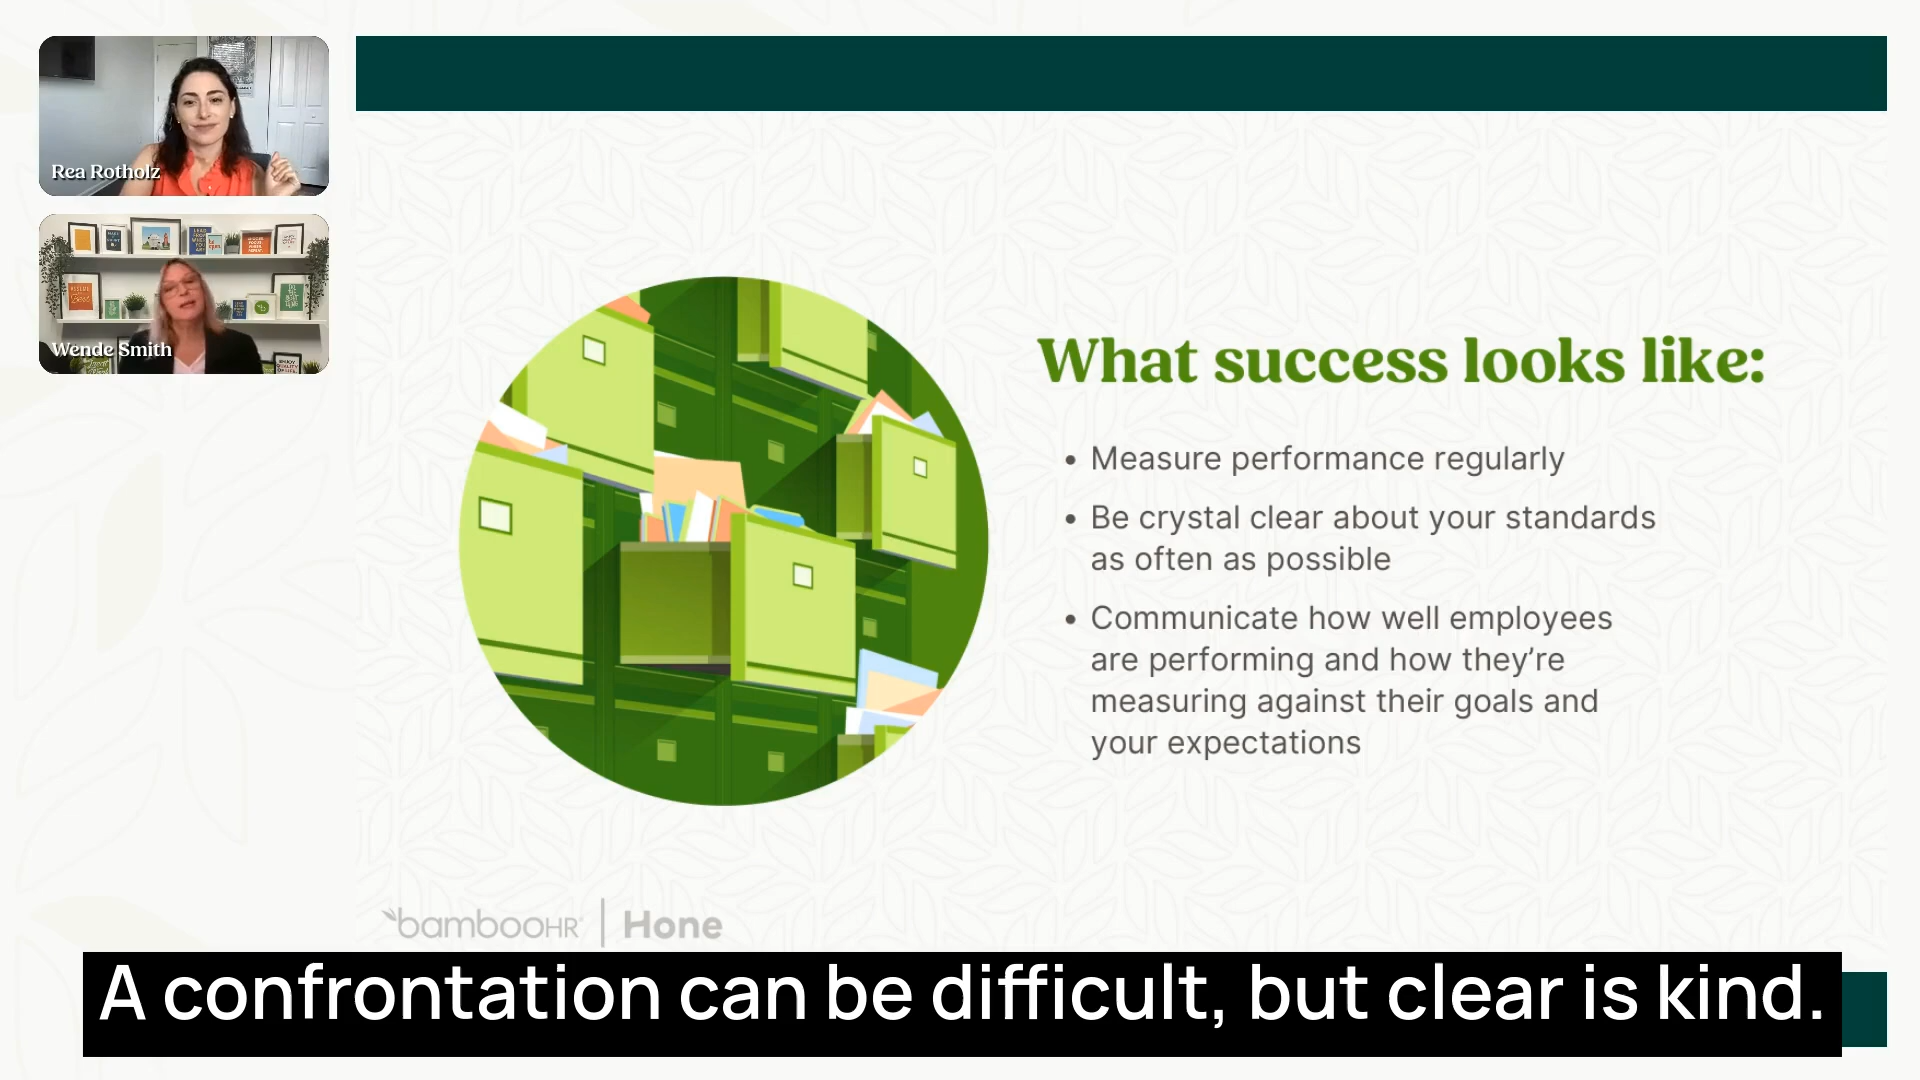 Rea Rotholz
Wende Smith
What success looks like:
• Measure performance regularly
• Be crystal clear about your standards
as often as possible
• Communicate how well employees
are performing and how they’re
measuring against their goals and
your expectations
bambooHR | Hone
A confrontation can be difficult, but clear is kind.